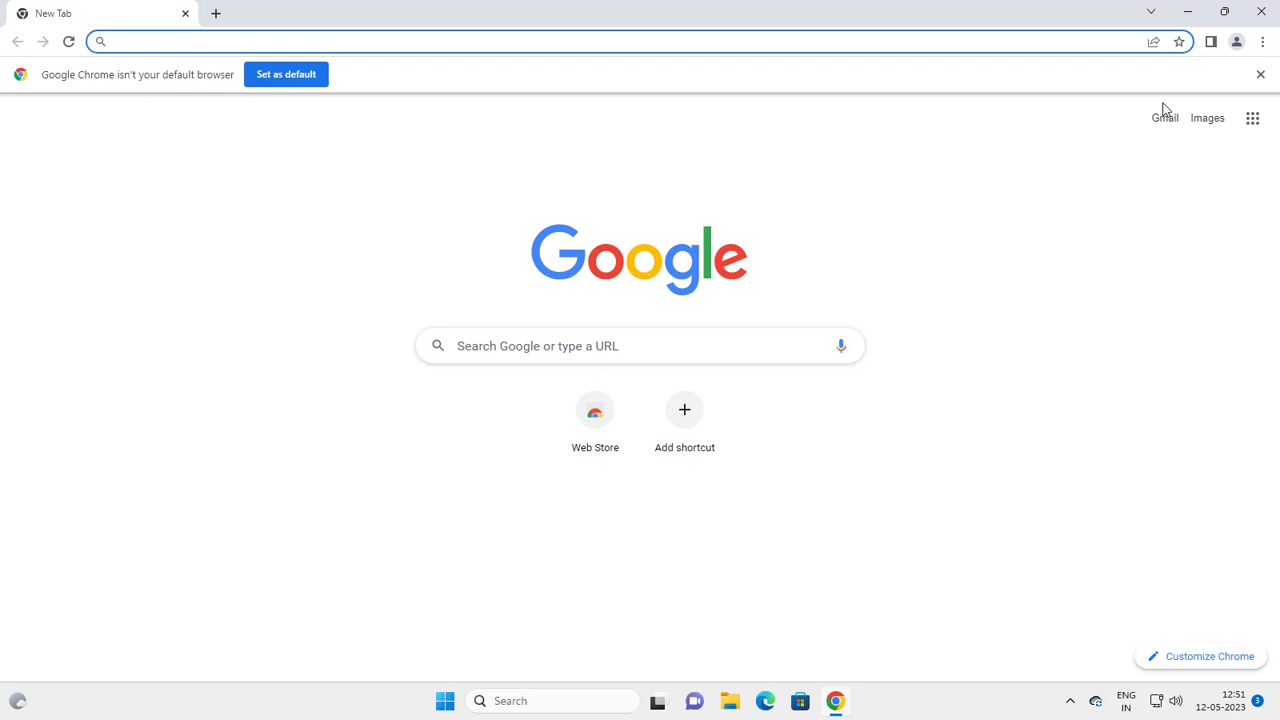 New Tab
Google Chrome isn't your default browser
Set as default
Gmail
Images
Google
Search Google or type a URL
Web Store
Add shortcut
Customize Chrome
Search
ENG
IN
12:51
12-05-2023
3